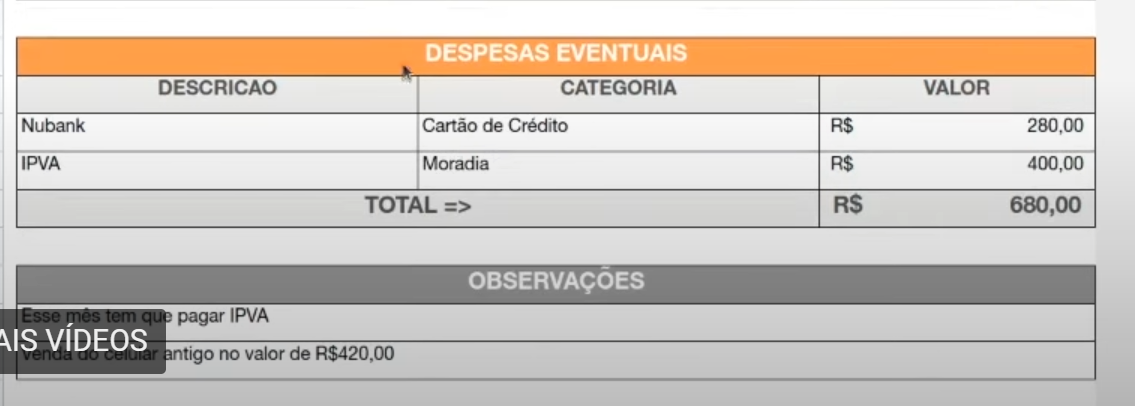 DESPESAS EVENTUAIS
DESCRICAO CATEGORIA VALOR
Nubank Cartão de Crédito R$ 280,00
IPVA Moradia R$ 400,00
TOTAL => R$ 680,00
OBSERVAÇÕES
Esse mês tem que pagar IPVA
AIS VÍDEOS
Venda do celular antigo no valor de R$420,00